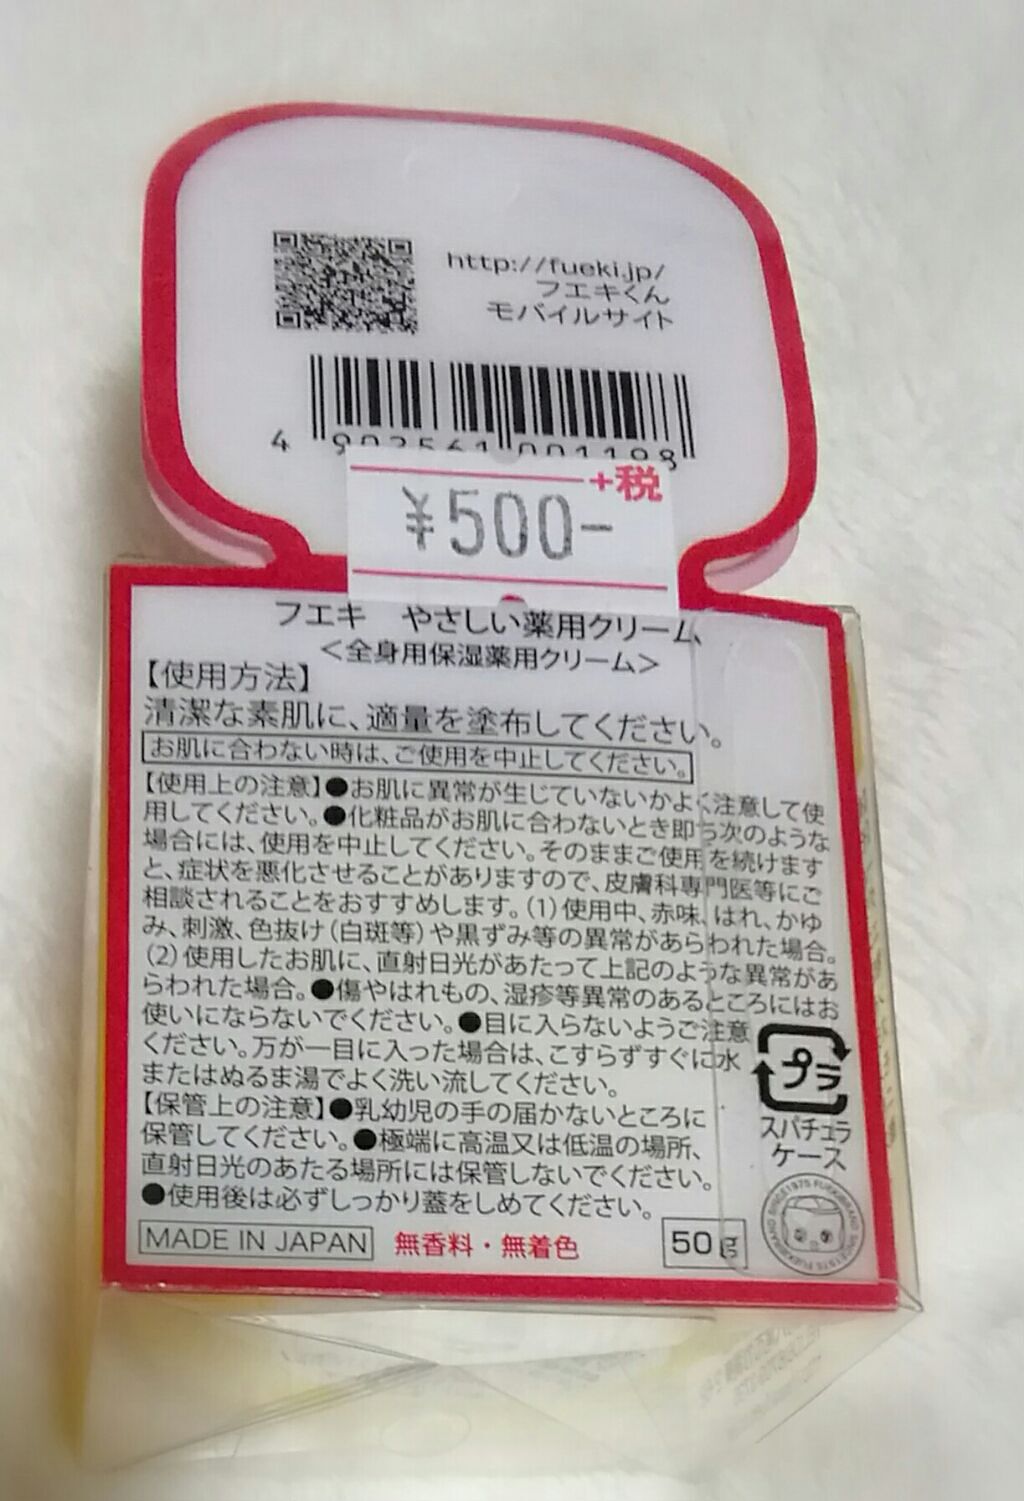 http://fueki.jp/
フエキくん
モバイルサイト
4 902561 001198
+税
¥500-
フエキ やさしい薬用クリーム
<全身用保湿薬用クリーム>
【使用方法】
清潔な素肌に、適量を塗布してください。
お肌に合わない時は、ご使用を中止してください。
【使用上の注意】●お肌に異常が生じていないかよく注意して使
用してください。●化粧品がお肌に合わないとき即ち次のような
場合には、使用を中止してください。そのままご使用を続けます
と、症状を悪化させることがありますので、皮膚科専門医等にご
相談されることをおすすめします。(1)使用中、赤味、はれ、かゆ
み、刺激、色抜け(白斑等)や黒ずみ等の異常があらわれた場合。
(2)使用したお肌に、直射日光があたって上記のような異常があ
らわれた場合。●傷やはれもの、湿疹等異常のあるところにはお
使いにならないでください。●目に入らないようご注意
ください。万が一目に入った場合は、こすらずすぐに水
またはぬるま湯でよく洗い流してください。
【保管上の注意】●乳幼児の手の届かないところに
保管してください。●極端に高温又は低温の場所、
直射日光のあたる場所には保管しないでください。
●使用後は必ずしっかり蓋をしめてください。
プラ
スパチュラ
ケース
MADE IN JAPAN
無香料・無着色
50g
SINCE1975 FUEKIBRAND SINCE1975 FUEKIBRAND